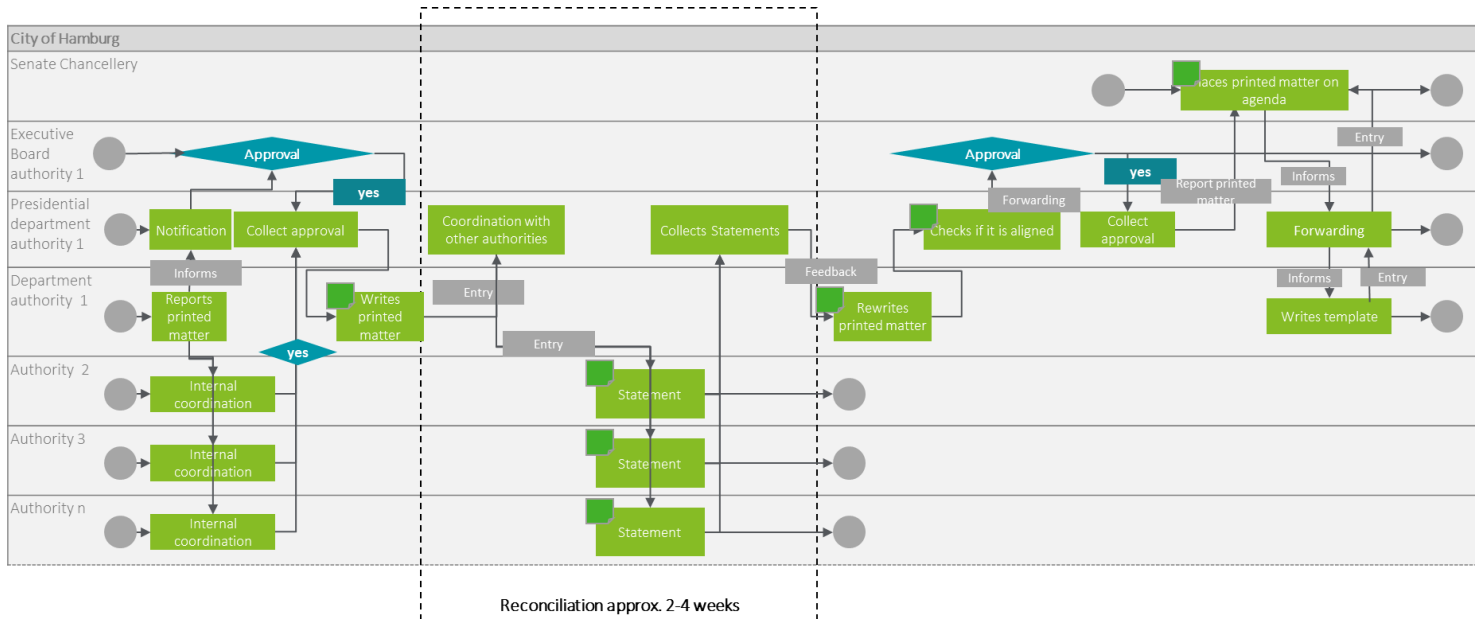 City of Hamburg
Senate Chancellery
laces printed matter on
agenda
Executive
Board
authority 1
Approval
yes
Approval
yes
Entry
Informs
Report printed
matter
Forwarding
Presidential
department
authority 1
Notification
Collect approval
Coordination with
other authorities
Collects Statements
Checks if it is aligned
Collect
approval
Forwarding
Informs
Entry
Feedback
Informs
Entry
Department
authority 1
Reports
printed
matter
Writes
printed
matter
Rewrites
printed matter
Writes template
yes
Entry
Authority 2
Internal
coordination
Statement
Authority 3
Internal
coordination
Statement
Authority n
Internal
coordination
Statement
Reconciliation approx. 2-4 weeks